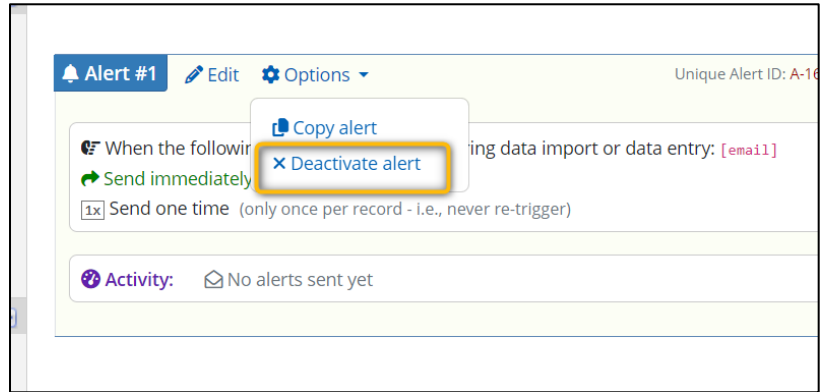 Alert #1 Edit Options Unique Alert ID: A-16
Copy alert
When the following data import or data entry: [email]
Deactivate alert
Send immediately
1x Send one time (only once per record - i.e., never re-trigger)
Activity: No alerts sent yet